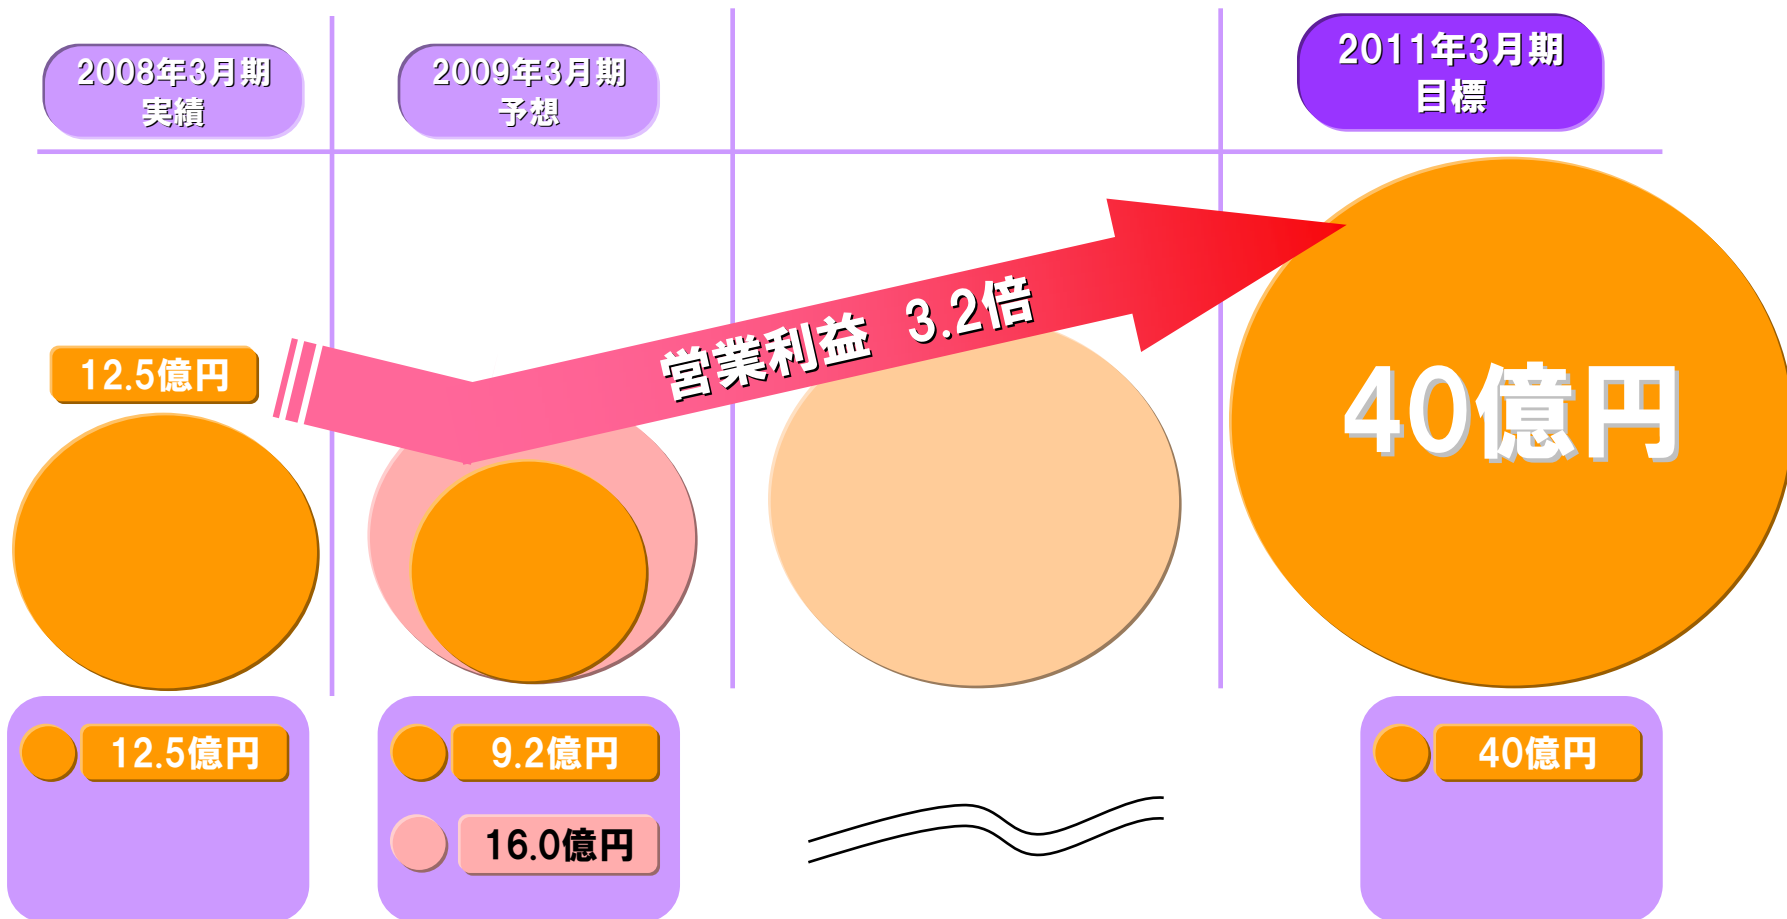 2008年3月期
実績
2009年3月期
予想
2011年3月期
目標
営業利益 3.2倍
12.5億円
40億円
12.5億円
9.2億円
16.0億円
40億円